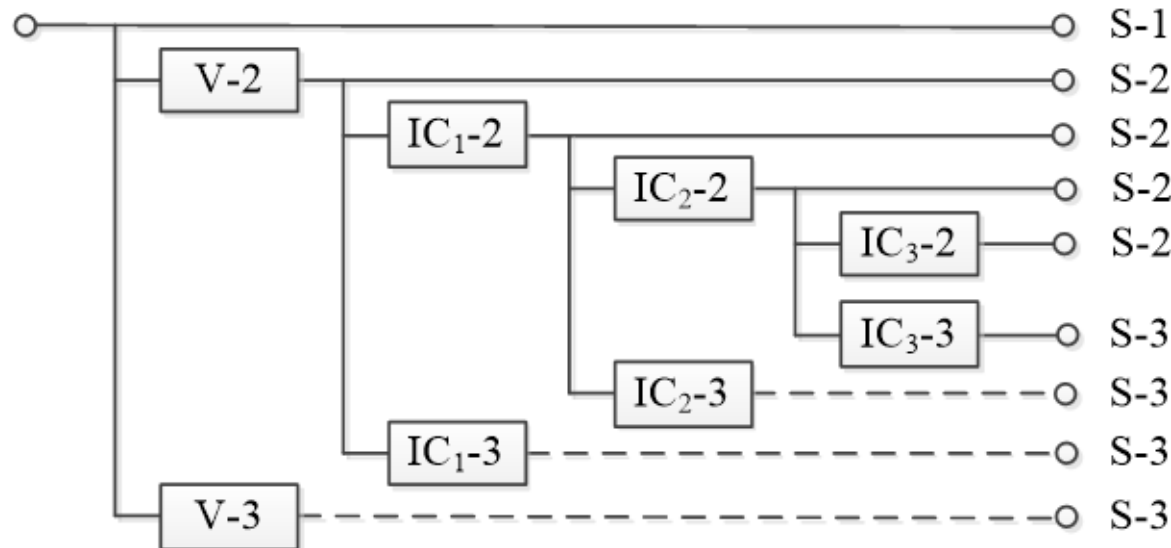 S-1
V-2 S-2
IC₁-2 S-2
IC₂-2 S-2
IC₃-2 S-2
IC₃-3 S-3
IC₂-3 S-3
IC₁-3 S-3
V-3 S-3